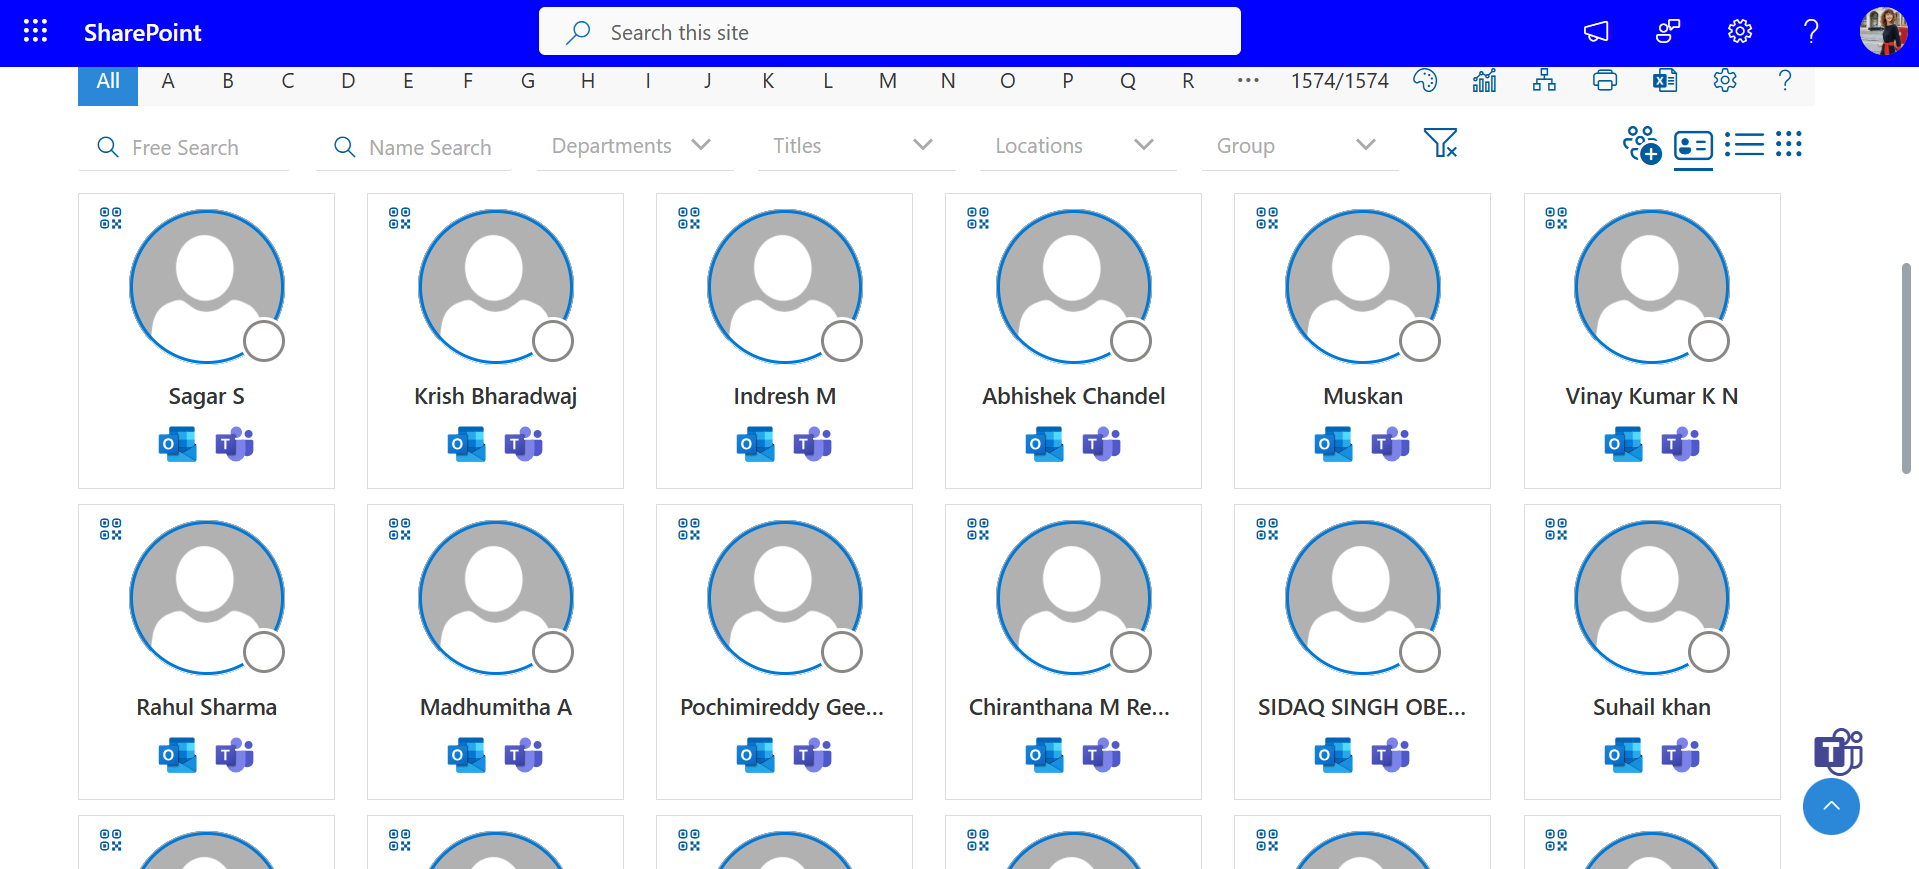 SharePoint
Search this site
All A B C D E F G H I J K L M N O P Q R ··· 1574/1574
Free Search Name Search Departments Titles Locations Group
Sagar S Krish Bharadwaj Indresh M Abhishek Chandel Muskan Vinay Kumar K N
Rahul Sharma Madhumitha A Pochimireddy Gee... Chiranthana M Re... SIDAQ SINGH OBE... Suhail khan